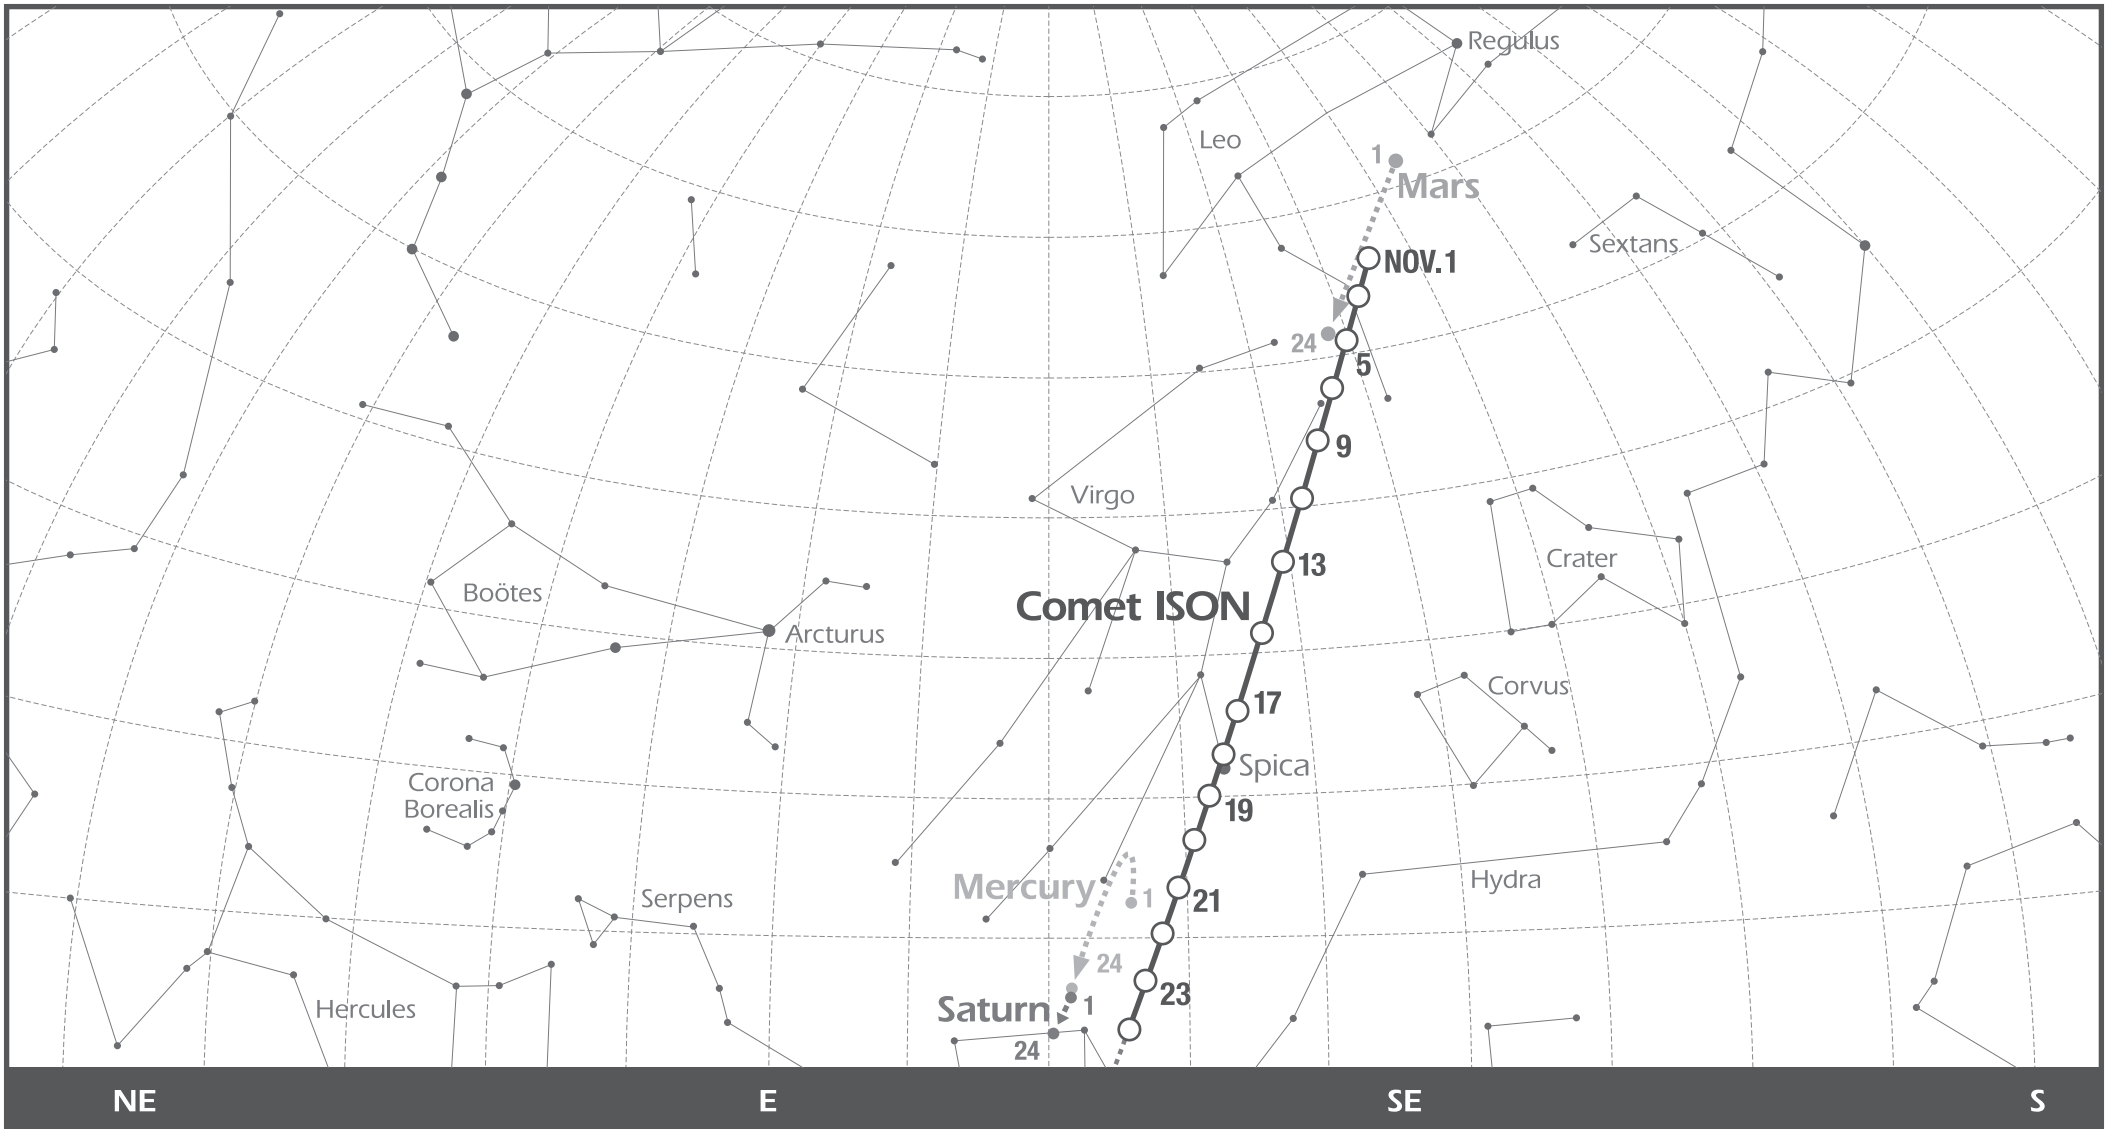 Regulus
Leo
1
Mars
Sextans
NOV.1
24
5
9
Virgo
13
Crater
Boötes
Comet ISON
Arcturus
17
Corvus
Spica
Corona
Borealis
19
Mercury
1
Hydra
Serpens
21
24
23
Saturn
1
Hercules
24
NE
E
SE
S